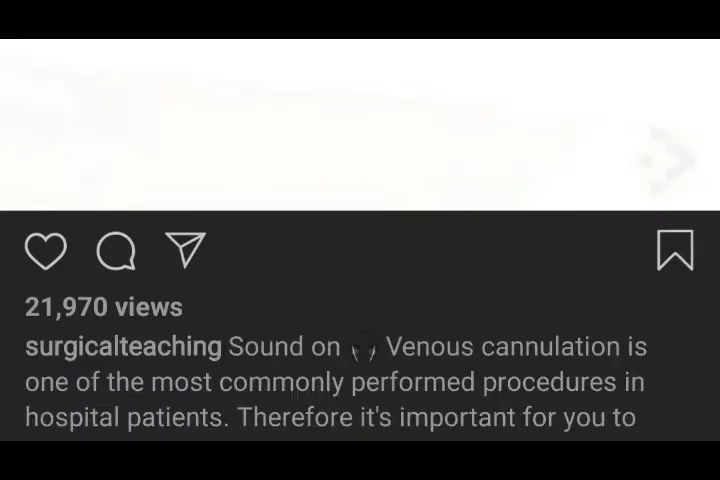 21,970 views
surgicalteaching Sound on Venous cannulation is
one of the most commonly performed procedures in
hospital patients. Therefore it's important for you to